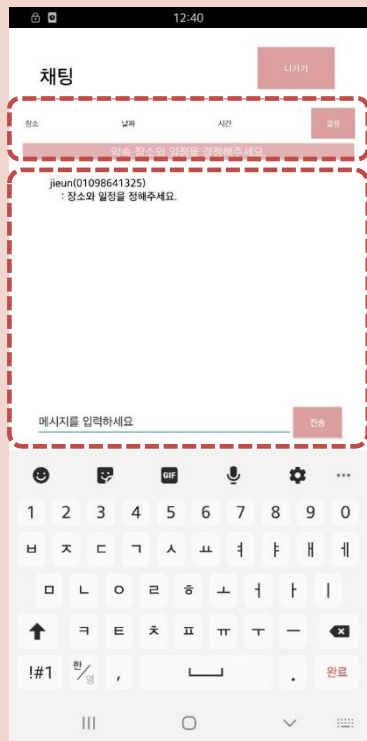 12:40
채팅
나가기
장소 날짜 시간 결정
약속 장소와 일정을 결정해주세요
jieun(01098641325)
: 장소와 일정을 정해주세요.
메시지를 입력하세요 전송
GIF
1 2 3 4 5 6 7 8 9 0
ㅂ ㅈ ㄷ ㄱ ㅅ ㅛ ㅕ ㅑ ㅐ ㅔ
ㅁ ㄴ ㅇ ㄹ ㅎ ㅗ ㅓ ㅏ ㅣ
ㅋ ㅌ ㅊ ㅍ ㅠ ㅜ ㅡ
!#1 한/영 , . 완료